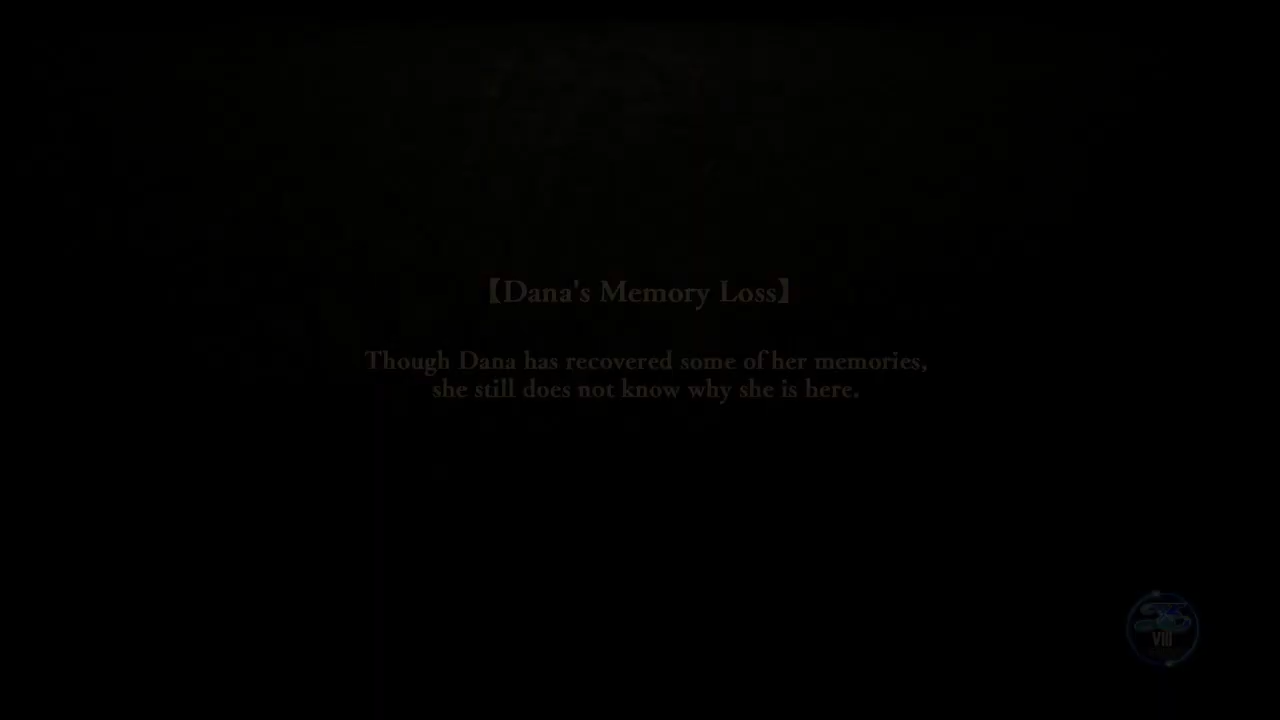 【Dana's Memory Loss】
Though Dana has recovered some of her memories,
she still does not know why she is here.
VIII